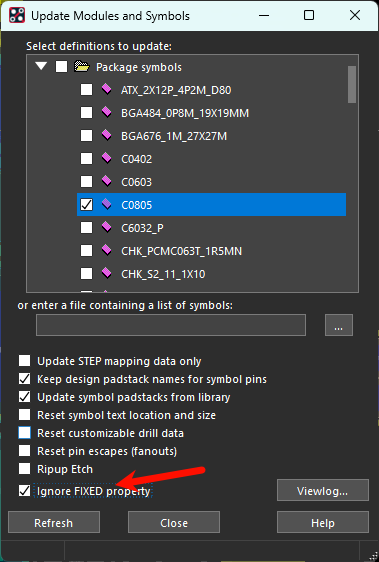 Update Modules and Symbols
Select definitions to update:
Package symbols
ATX_2X12P_4P2M_D80
BGA484_0P8M_19X19MM
BGA676_1M_27X27M
C0402
C0603
C0805
C6032_P
CHK_PCMC063T_1R5MN
CHK_S2_11_1X10
or enter a file containing a list of symbols:
...
Update STEP mapping data only
Keep design padstack names for symbol pins
Update symbol padstacks from library
Reset symbol text location and size
Reset customizable drill data
Reset pin escapes (fanouts)
Ripup Etch
Ignore FIXED property
Viewlog...
Refresh
Close
Help